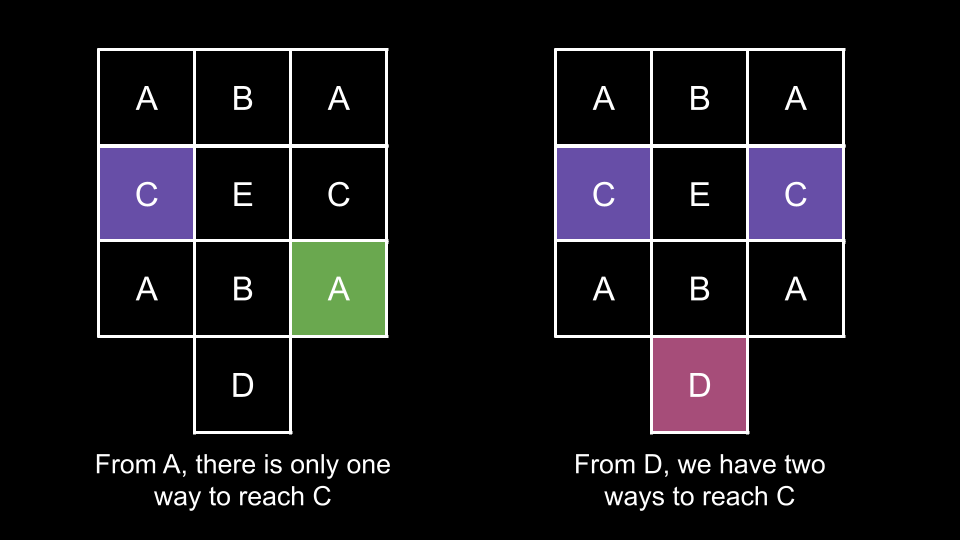 A B A A B A
C E C C E C
A B A A B A
D D
From A, there is only one
way to reach C
From D, we have two
ways to reach C